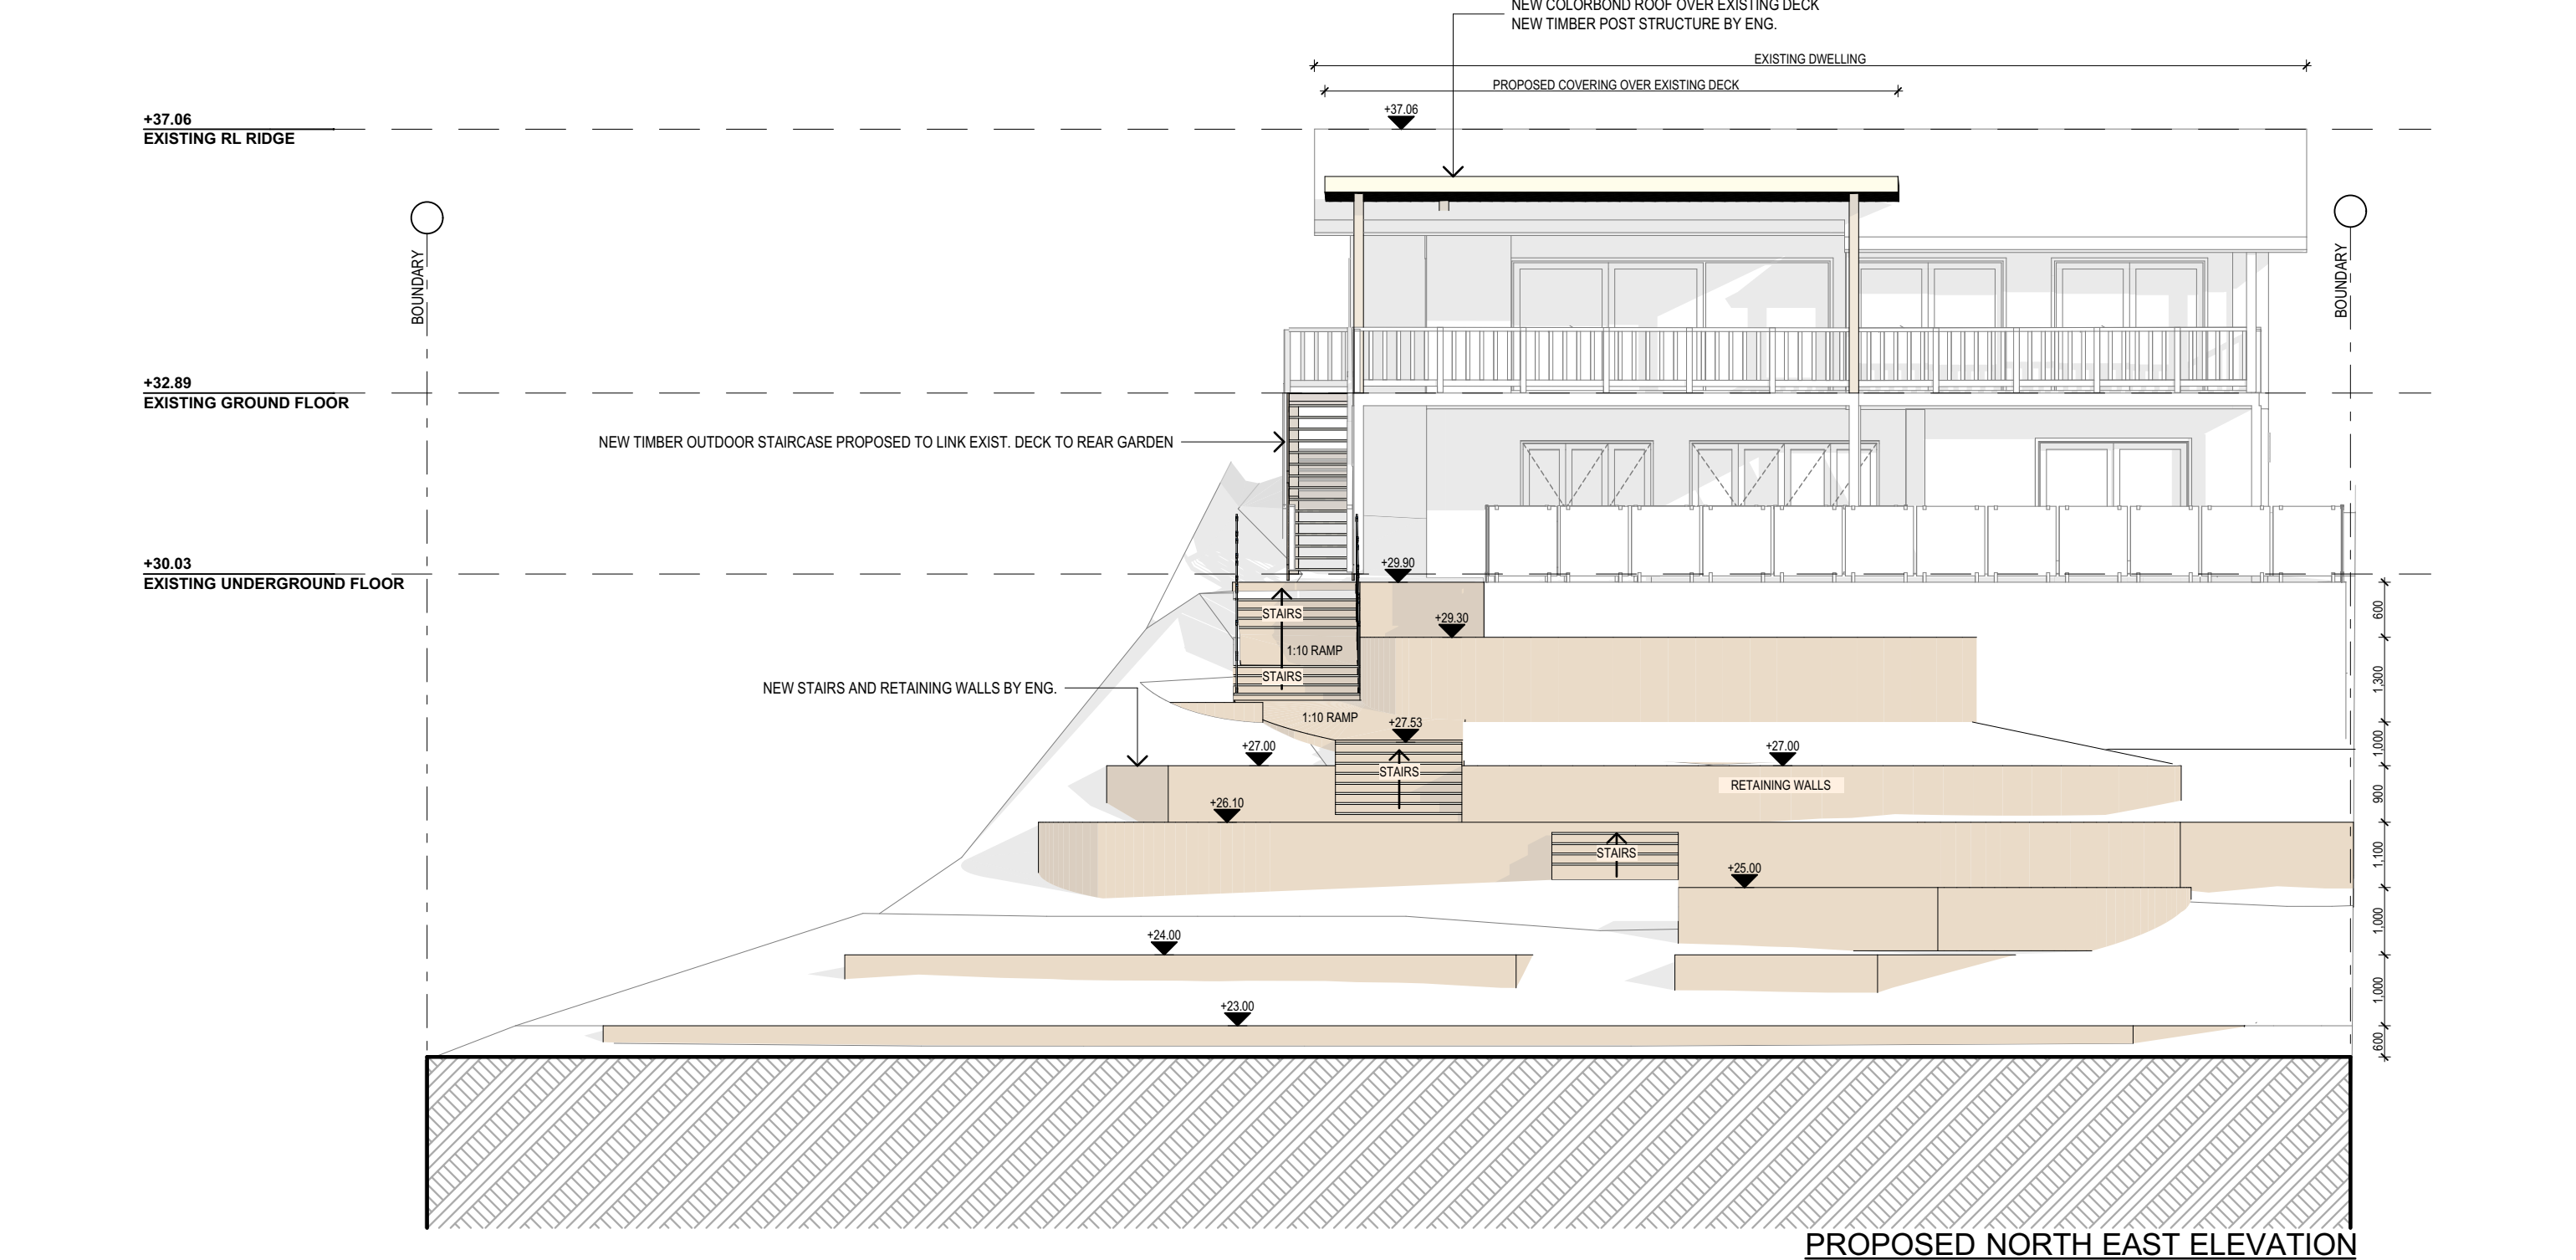 NEW COLORBOND ROOF OVER EXISTING DECK
NEW TIMBER POST STRUCTURE BY ENG.
EXISTING DWELLING
PROPOSED COVERING OVER EXISTING DECK
+37.06
+37.06
EXISTING RL RIDGE
BOUNDARY
BOUNDARY
+32.89
EXISTING GROUND FLOOR
NEW TIMBER OUTDOOR STAIRCASE PROPOSED TO LINK EXIST. DECK TO REAR GARDEN
+30.03
EXISTING UNDERGROUND FLOOR
+29.90
600
STAIRS
+29.30
1:10 RAMP
STAIRS
1,300
NEW STAIRS AND RETAINING WALLS BY ENG.
1:10 RAMP
+27.53
+27.00
+27.00
1,000
STAIRS
RETAINING WALLS
900
+26.10
STAIRS
1,100
+25.00
1,000
+24.00
1,000
+23.00
600
PROPOSED NORTH EAST ELEVATION